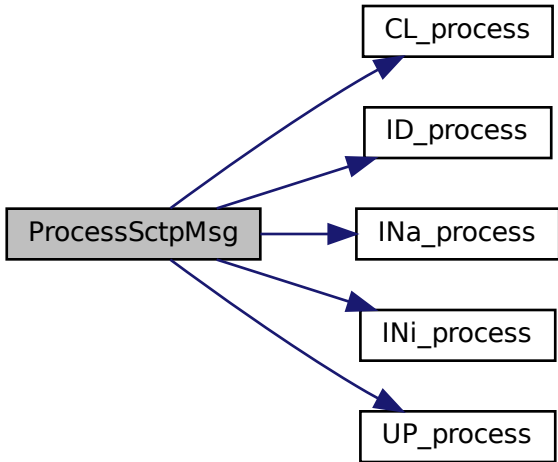 CL_process
ID_process
ProcessSctpMsg
INa_process
INi_process
UP_process